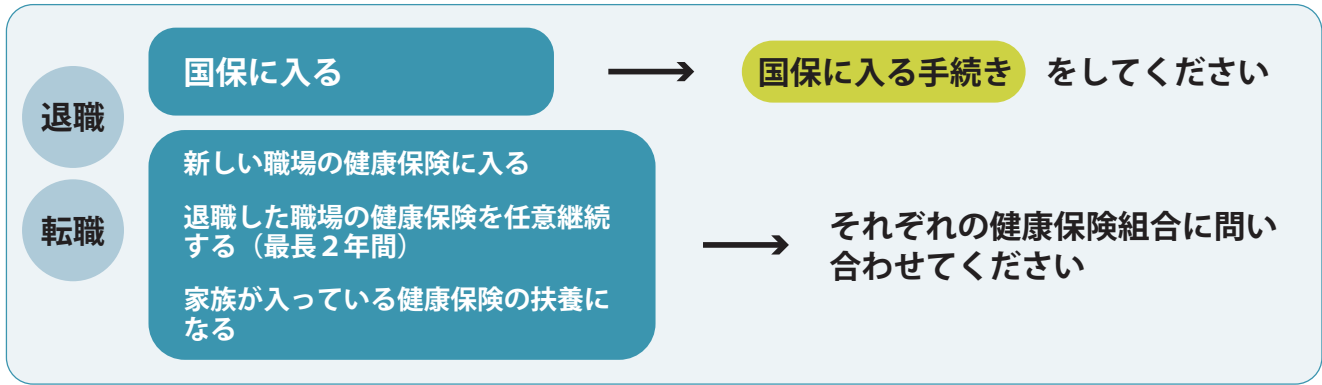 退職
転職
国保に入る
国保に入る手続き をしてください
新しい職場の健康保険に入る
退職した職場の健康保険を任意継続
する（最長２年間）
家族が入っている健康保険の扶養に
なる
それぞれの健康保険組合に問い
合わせてください